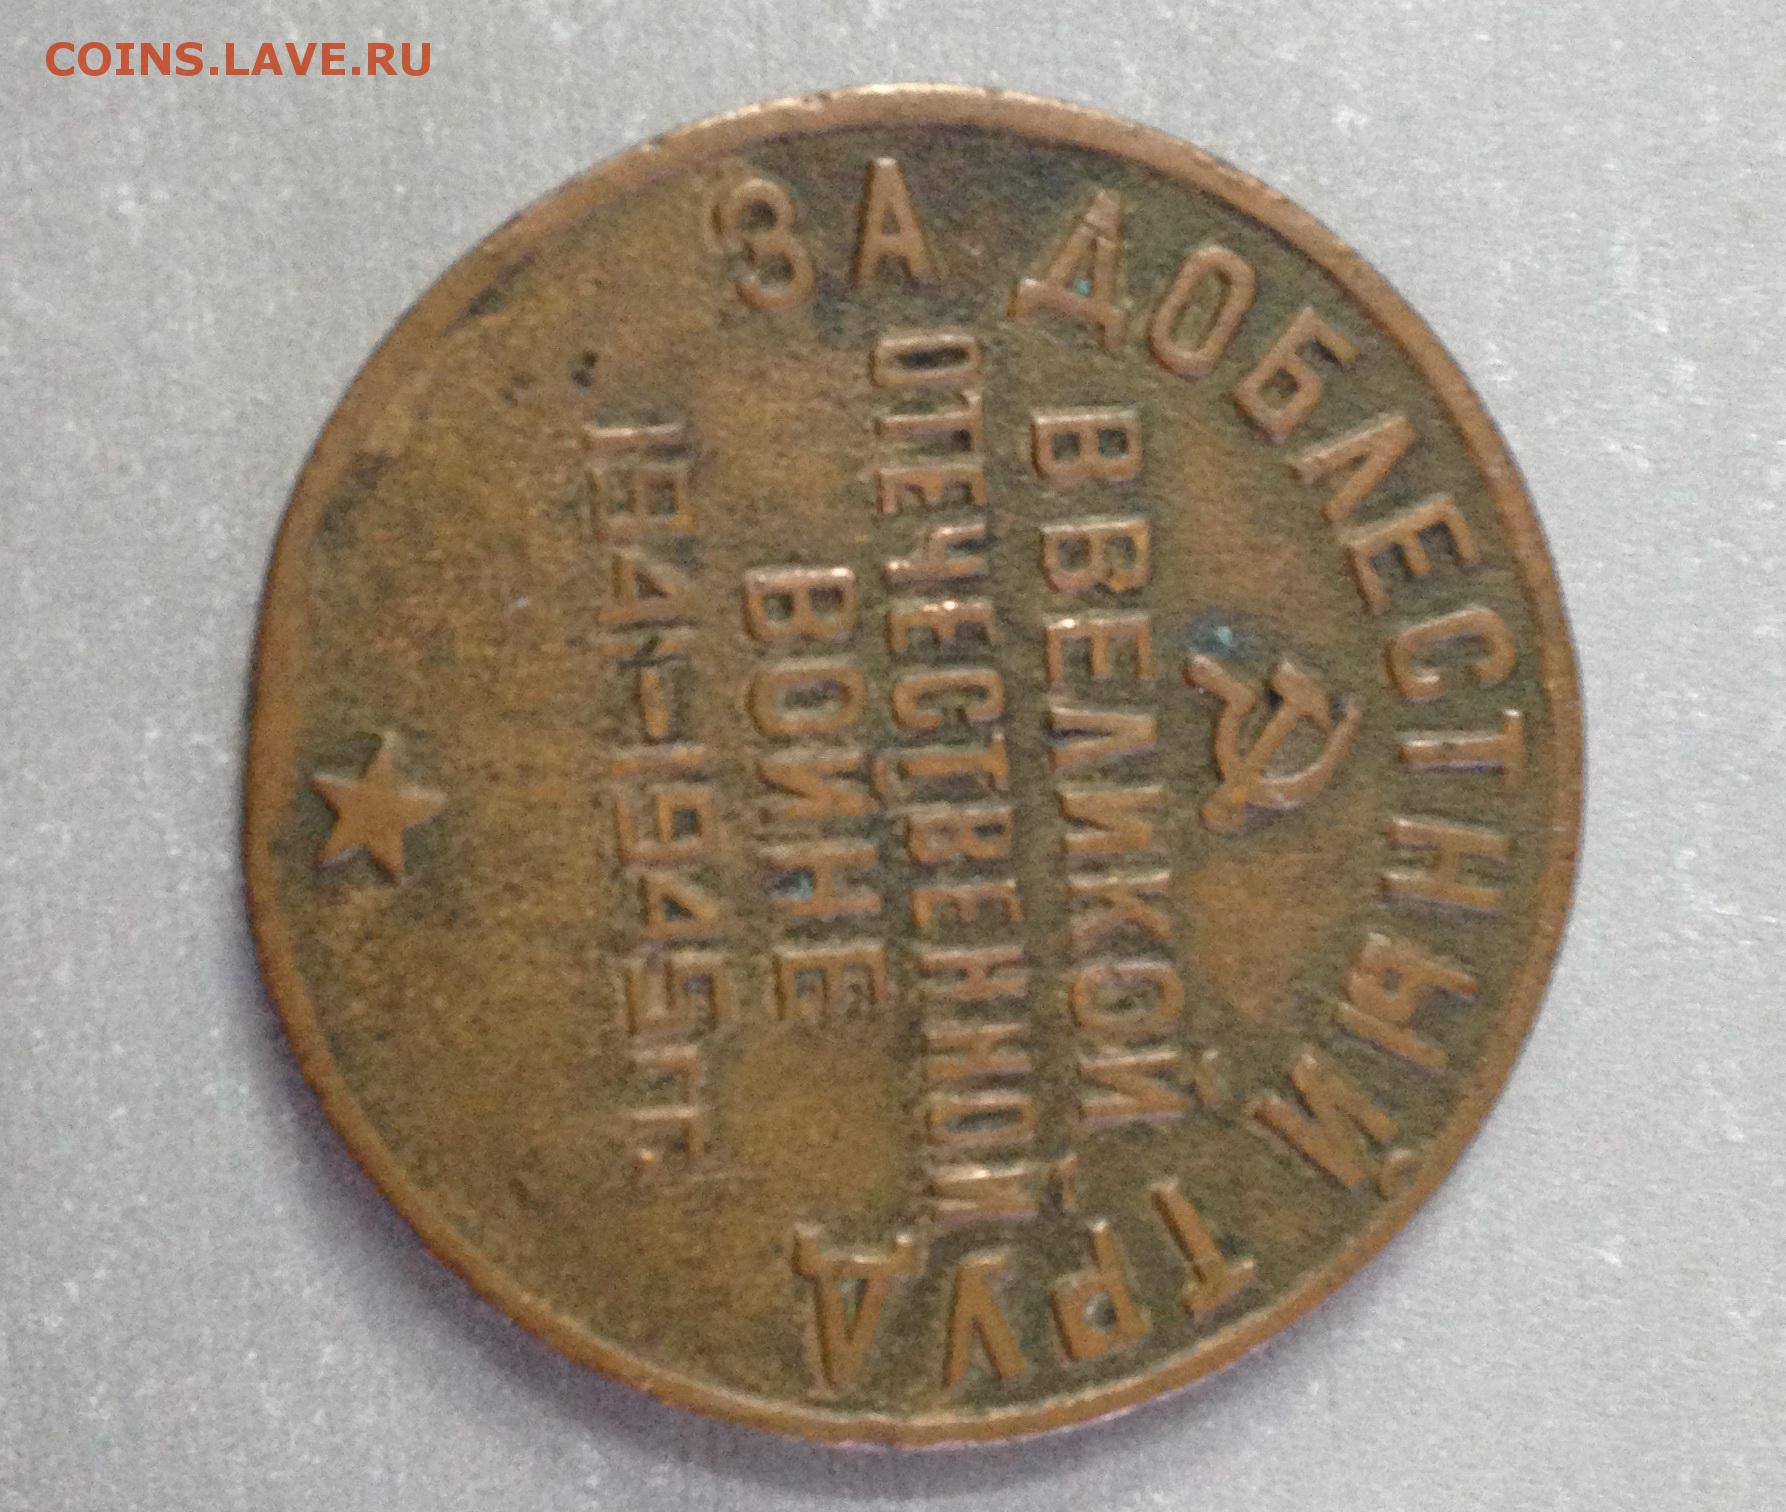 COINS.LAVE.RU
ЗА ДОБЛЕСТНЫЙ ТРУД
В ВЕЛИКОЙ
ОТЕЧЕСТВЕННОЙ
ВОЙНЕ
1941-1945 гг.